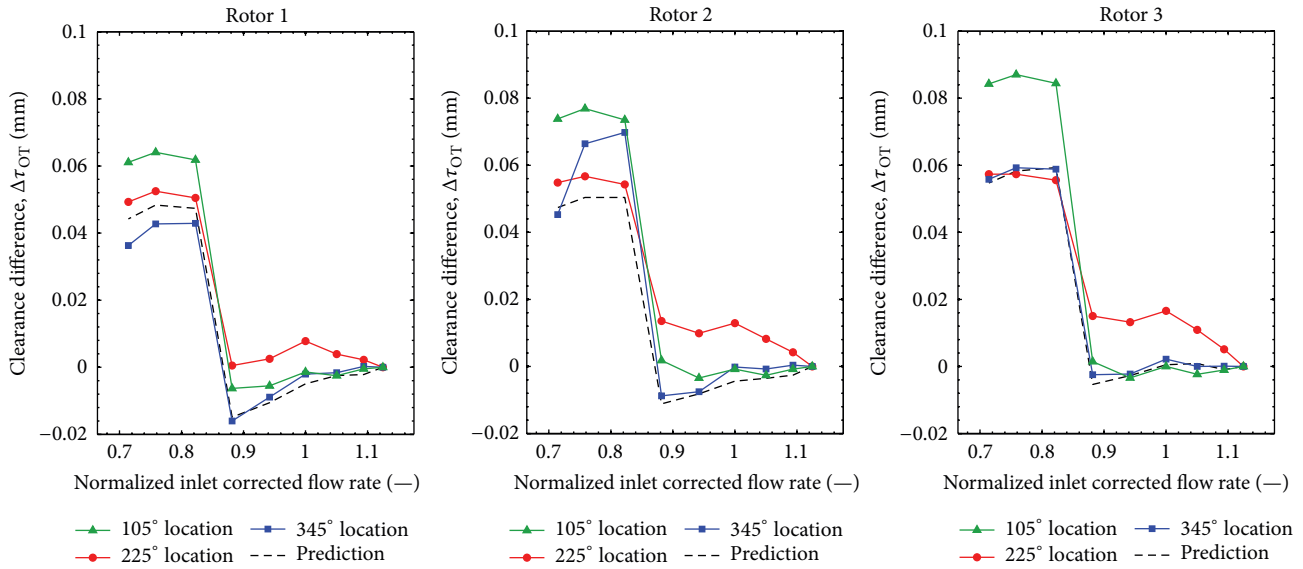 Rotor 1
0.1
0.08
0.06
0.04
0.02
0
−0.02
Clearance difference, Δτ_OT (mm)
0.7 0.8 0.9 1 1.1
Normalized inlet corrected flow rate (—)
105° location
345° location
225° location
Prediction
Rotor 2
0.1
0.08
0.06
0.04
0.02
0
−0.02
Clearance difference, Δτ_OT (mm)
0.7 0.8 0.9 1 1.1
Normalized inlet corrected flow rate (—)
105° location
345° location
225° location
Prediction
Rotor 3
0.1
0.08
0.06
0.04
0.02
0
−0.02
Clearance difference, Δτ_OT (mm)
0.7 0.8 0.9 1 1.1
Normalized inlet corrected flow rate (—)
105° location
345° location
225° location
Prediction